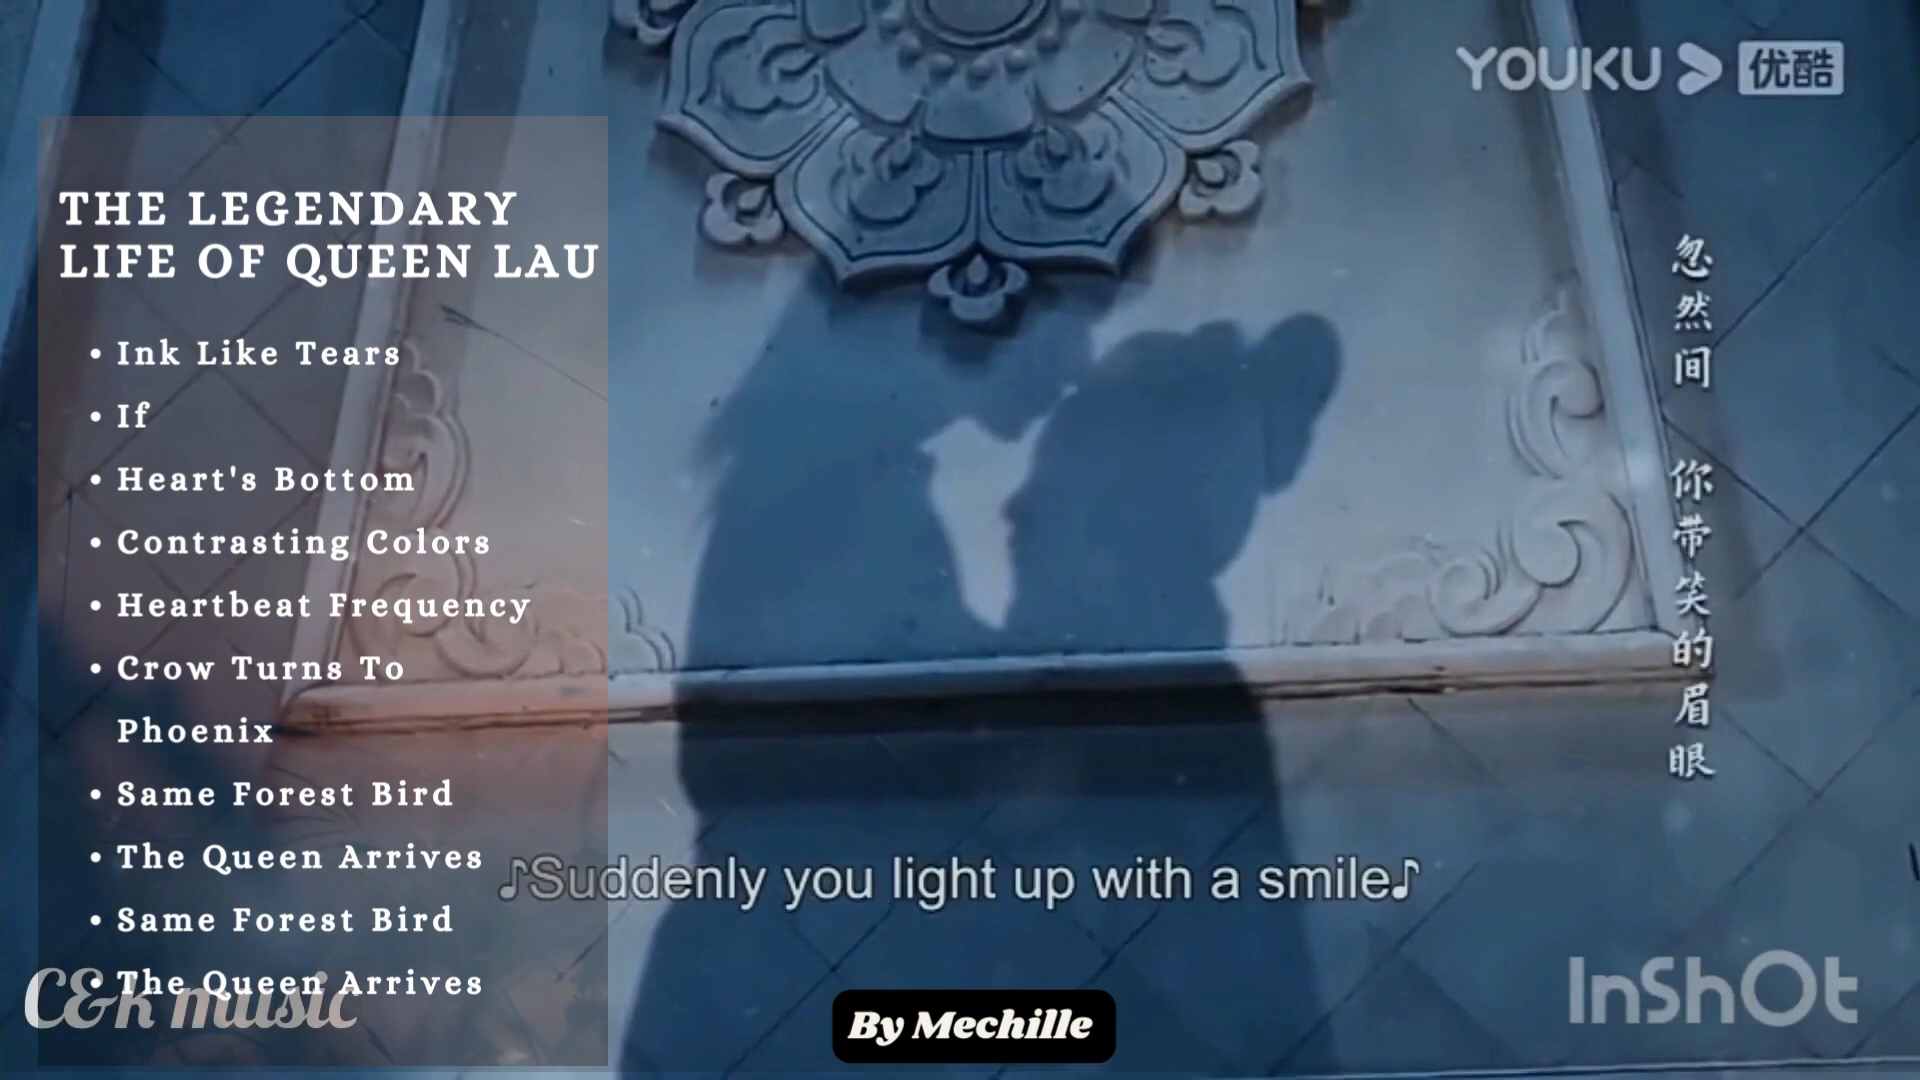 YOUKU 优酷
THE LEGENDARY
LIFE OF QUEEN LAU
• Ink Like Tears
• If
• Heart's Bottom
• Contrasting Colors
• Heartbeat Frequency
• Crow Turns To
Phoenix
• Same Forest Bird
• The Queen Arrives
• Same Forest Bird
• The Queen Arrives
忽然间 你带笑的眉眼
♪Suddenly you light up with a smile♪
C&k music
By Mechille
InShOt